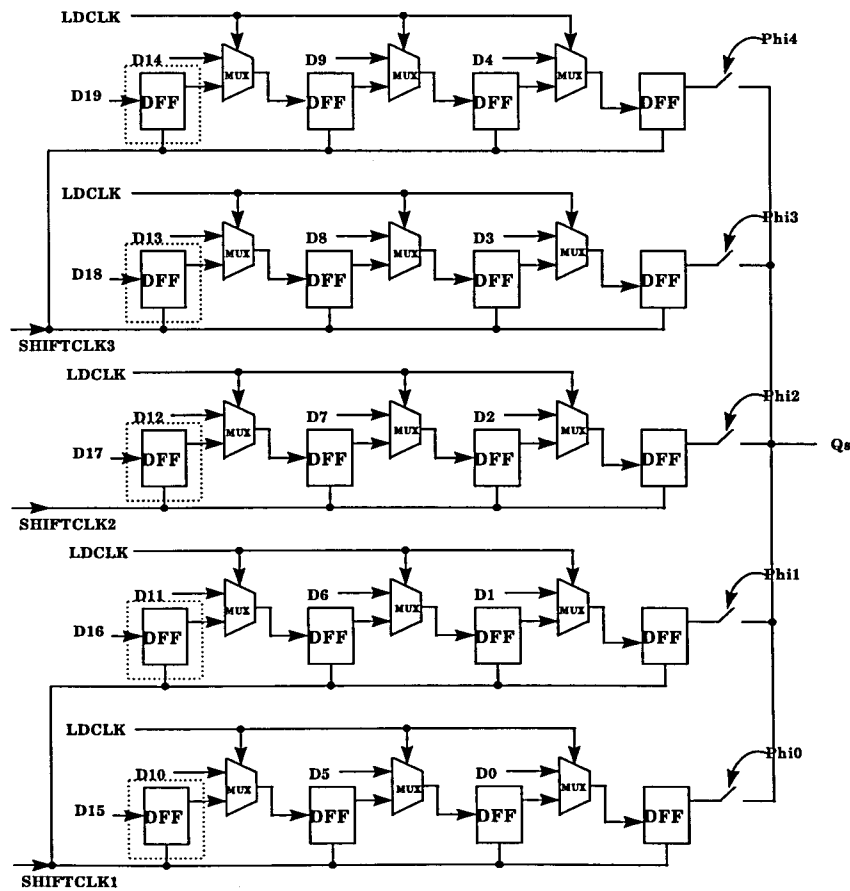 LDCLK
Phi4
D14 D9 D4
MUX MUX MUX
D19 DFF DFF DFF DFF
LDCLK
Phi3
D13 D8 D3
MUX MUX MUX
D18 DFF DFF DFF DFF
SHIFTCLK3
LDCLK
Phi2
D12 D7 D2
MUX MUX MUX
Qs
D17 DFF DFF DFF DFF
SHIFTCLK2
LDCLK
Phi1
D11 D6 D1
MUX MUX MUX
D16 DFF DFF DFF DFF
LDCLK
Phi0
D10 D5 D0
MUX MUX MUX
D15 DFF DFF DFF DFF
SHIFTCLK1